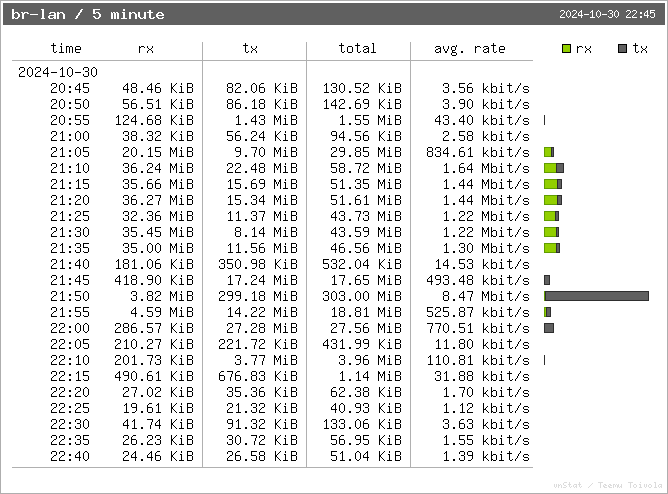 br-lan / 5 minute 2024-10-30 22:45
time rx tx total avg. rate rx tx
2024-10-30
20:45 48.46 KiB 82.06 KiB 130.52 KiB 3.56 kbit/s
20:50 56.51 KiB 86.18 KiB 142.69 KiB 3.90 kbit/s
20:55 124.68 KiB 1.43 MiB 1.55 MiB 43.40 kbit/s
21:00 38.32 KiB 56.24 KiB 94.56 KiB 2.58 kbit/s
21:05 20.15 MiB 9.70 MiB 29.85 MiB 834.61 kbit/s
21:10 36.24 MiB 22.48 MiB 58.72 MiB 1.64 Mbit/s
21:15 35.66 MiB 15.69 MiB 51.35 MiB 1.44 Mbit/s
21:20 36.27 MiB 15.34 MiB 51.61 MiB 1.44 Mbit/s
21:25 32.36 MiB 11.37 MiB 43.73 MiB 1.22 Mbit/s
21:30 35.45 MiB 8.14 MiB 43.59 MiB 1.22 Mbit/s
21:35 35.00 MiB 11.56 MiB 46.56 MiB 1.30 Mbit/s
21:40 181.06 KiB 350.98 KiB 532.04 KiB 14.53 kbit/s
21:45 418.90 KiB 17.24 MiB 17.65 MiB 493.48 kbit/s
21:50 3.82 MiB 299.18 MiB 303.00 MiB 8.47 Mbit/s
21:55 4.59 MiB 14.22 MiB 18.81 MiB 525.87 kbit/s
22:00 286.57 KiB 27.28 MiB 27.56 MiB 770.51 kbit/s
22:05 210.27 KiB 221.72 KiB 431.99 KiB 11.80 kbit/s
22:10 201.73 KiB 3.77 MiB 3.96 MiB 110.81 kbit/s
22:15 490.61 KiB 676.83 KiB 1.14 MiB 31.88 kbit/s
22:20 27.02 KiB 35.36 KiB 62.38 KiB 1.70 kbit/s
22:25 19.61 KiB 21.32 KiB 40.93 KiB 1.12 kbit/s
22:30 41.74 KiB 91.32 KiB 133.06 KiB 3.63 kbit/s
22:35 26.23 KiB 30.72 KiB 56.95 KiB 1.55 kbit/s
22:40 24.46 KiB 26.58 KiB 51.04 KiB 1.39 kbit/s
vnStat / Teemu Toivola